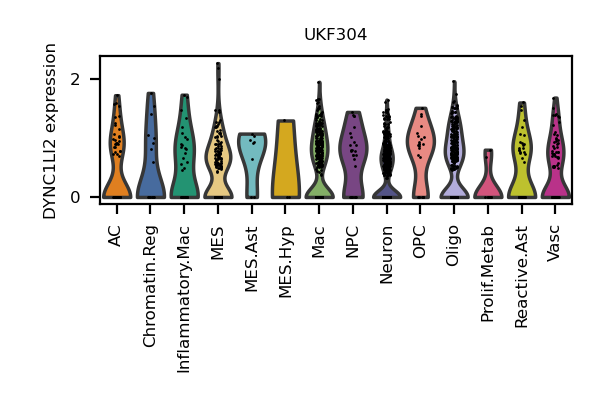 UKF304
DYNC1LI2 expression
2
0
AC
Chromatin.Reg
Inflammatory.Mac
MES
MES.Ast
MES.Hyp
Mac
NPC
Neuron
OPC
Oligo
Prolif.Metab
Reactive.Ast
Vasc